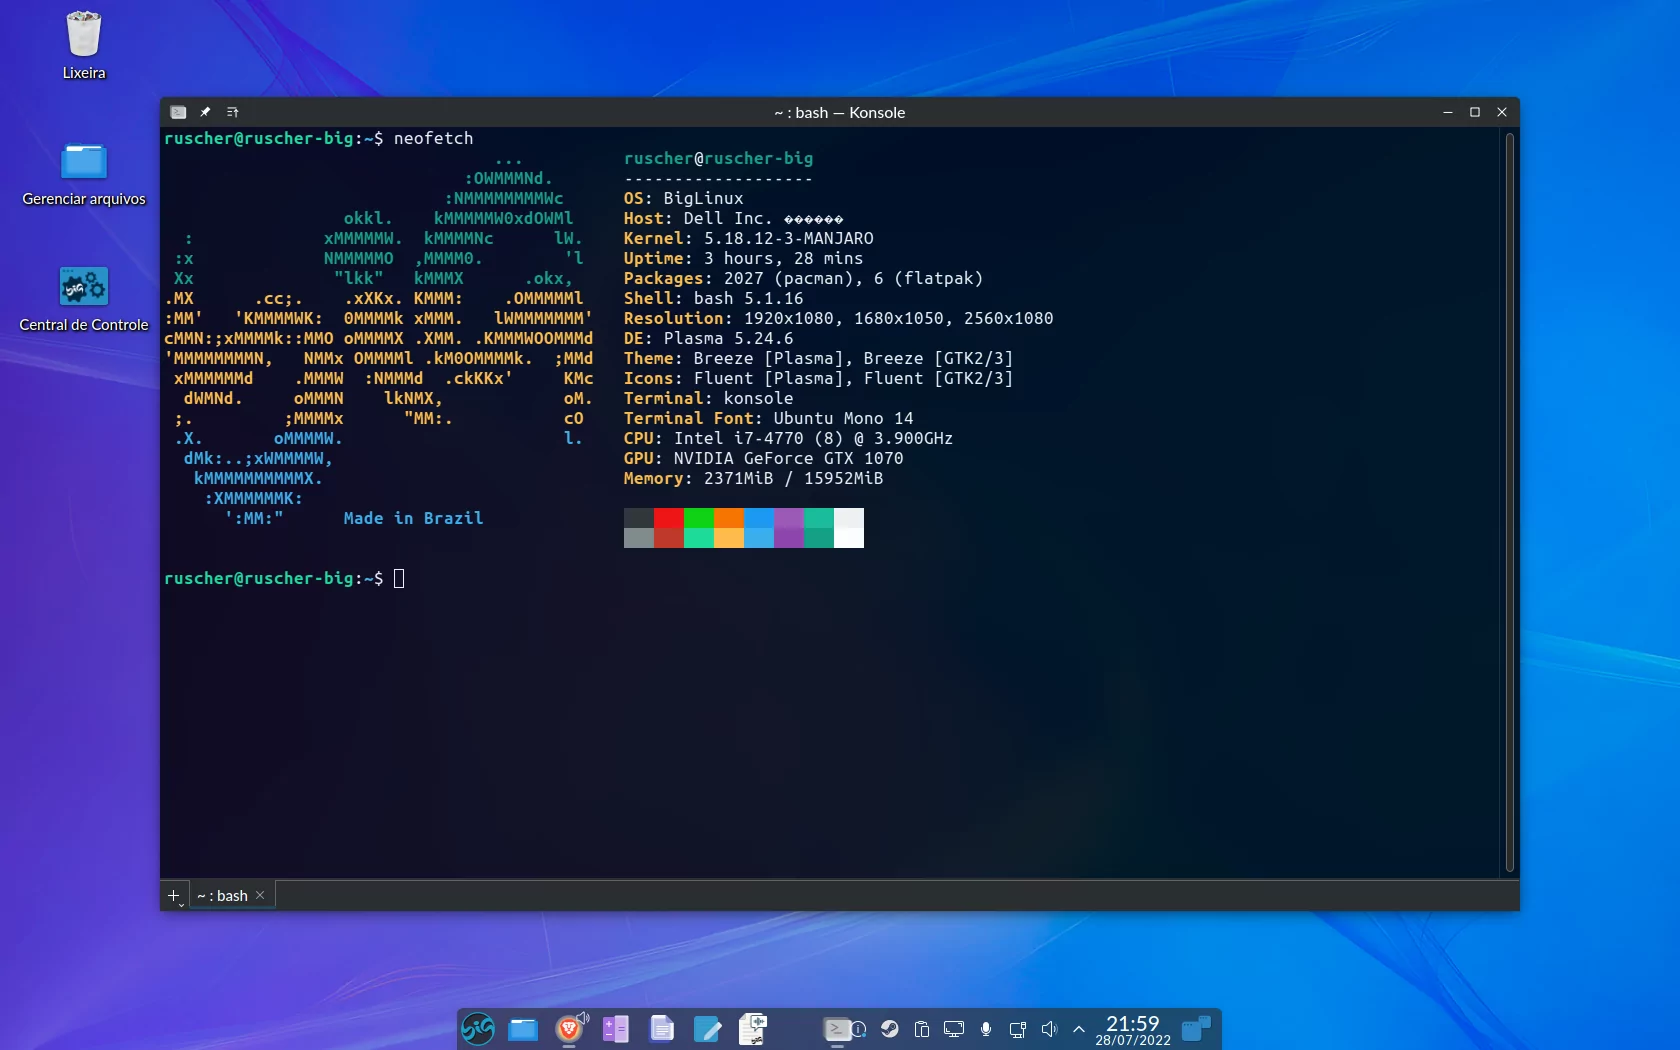 Lixeira
Gerenciar arquivos
Central de Controle
~ : bash — Konsole
ruscher@ruscher-big:~$ neofetch
... ruscher@ruscher-big
:OWMMMNd. -------------------
:NMMMMMMMMWc OS: BigLinux
okkl. kMMMMMW0xdOWMl Host: Dell Inc. ������
: xMMMMMW. kMMMMNc lW. Kernel: 5.18.12-3-MANJARO
:x NMMMMMO ,MMMM0. 'l Uptime: 3 hours, 28 mins
Xx "lkk" kMMMX .okx, Packages: 2027 (pacman), 6 (flatpak)
.MX .cc;. .xXKx. KMMM: .OMMMMMl Shell: bash 5.1.16
:MM' 'KMMMMWK: 0MMMMk xMMM. lWMMMMMMM' Resolution: 1920x1080, 1680x1050, 2560x1080
cMMN:;xMMMMk::MMO oMMMMX .XMM. .KMMMWOOMMMd DE: Plasma 5.24.6
'MMMMMMMMN, NMMx OMMMMl .kM0OMMMMk. ;MMd Theme: Breeze [Plasma], Breeze [GTK2/3]
xMMMMMMd .MMMW :NMMMd .ckKKx' KMc Icons: Fluent [Plasma], Fluent [GTK2/3]
dWMNd. oMMMN lkNMX, oM. Terminal: konsole
;. ;MMMMx "MM:. cO Terminal Font: Ubuntu Mono 14
.X. oMMMMW. l. CPU: Intel i7-4770 (8) @ 3.900GHz
dMk:..;xWMMMMW, GPU: NVIDIA GeForce GTX 1070
kMMMMMMMMMMX. Memory: 2371MiB / 15952MiB
:XMMMMMMK:
':MM:" Made in Brazil
ruscher@ruscher-big:~$
~ : bash
21:59
28/07/2022